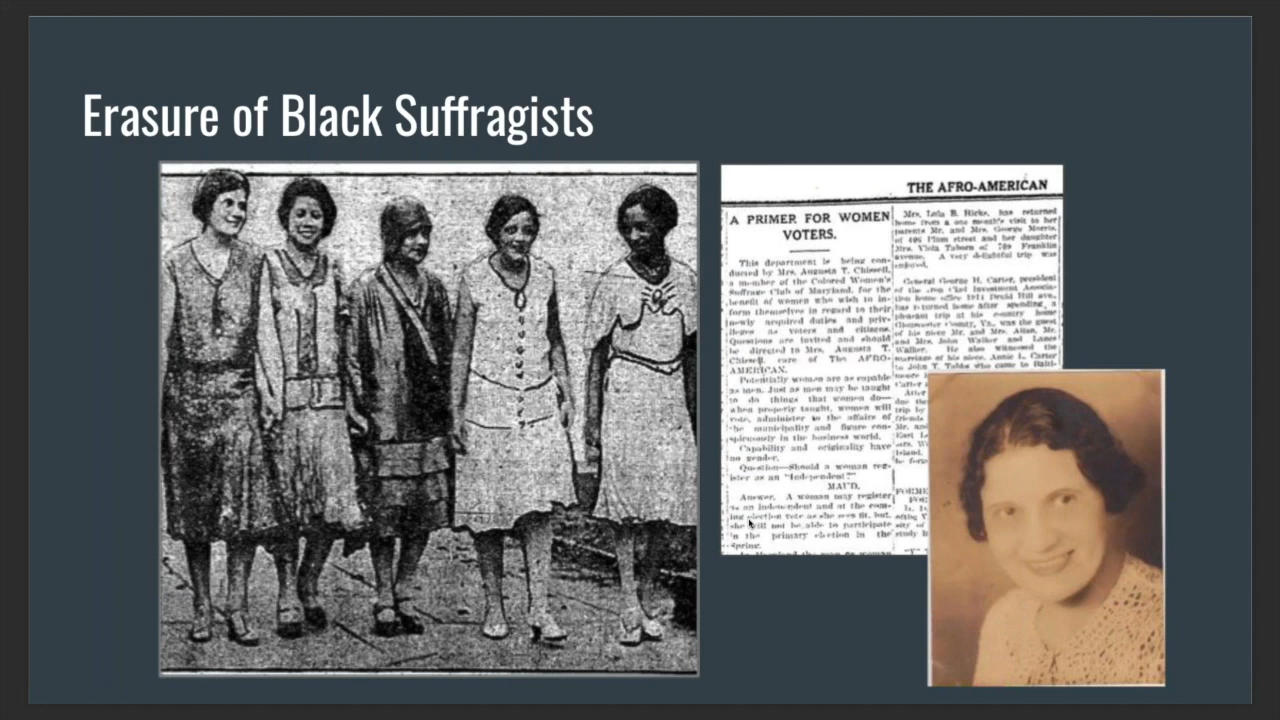 Erasure of Black Suffragists
THE AFRO-AMERICAN
A PRIMER FOR WOMEN
VOTERS.
This department is being con-
ducted by Mrs. Augusta T. Chissell,
a member of the Colored Women's
Suffrage Club of Maryland, for the
benefit of women who wish to in-
form themselves in regard to their
newly acquired duties and priv-
ileges as voters and citizens.
Questions are invited and should
be directed to Mrs. Augusta T.
Chissell, care of The AFRO-
AMERICAN.
Potentially women are as capable
as men. Just as men may be taught
to do things that women do—
when properly taught, women will
vote, administer to the affairs of
the municipality and figure con-
spicuously in the business world.
Capability and originality have
no gender.
Question—Should a woman reg-
ister as an "Independent?"
MAUD.
Answer. A woman may register
as an independent and at the com-
ing election vote as she sees fit, but
she will not be able to participate
in the primary election in the
Spring.
Mrs. Lela B. Ricks, has returned
home from a one month's visit to her
parents Mr. and Mrs. George Morris,
of 406 Plum street and her daughter
Mrs. Viola Taborn of 789 Franklin
avenue. A very delightful trip was
enjoyed.
General George H. Carter, president
of the Investment Associa-
tion home office 1911 Druid Hill ave.,
has returned home after spending a
pleasant trip at his country home
Gloucester County, Va., was the guest
of his niece Mr. and Mrs. Allan, Mr.
and Mrs. John Walker and Lance
Walker. He also witnessed the
marriage of his niece, Annie L. Carter
to John T. Tabbs who came to Balti-